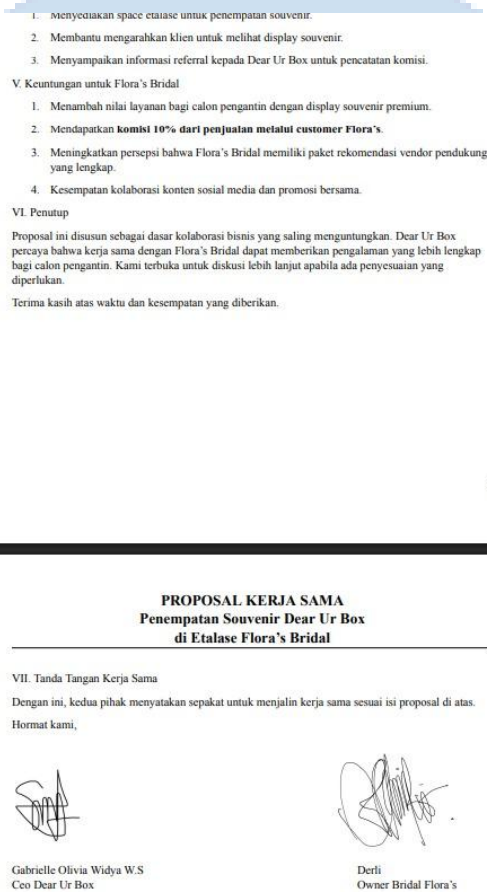 1. Menyediakan space etalase untuk penempatan souvenir.
2. Membantu mengarahkan klien untuk melihat display souvenir.
3. Menyampaikan informasi referral kepada Dear Ur Box untuk pencatatan komisi.
V. Keuntungan untuk Flora's Bridal
1. Menambah nilai layanan bagi calon pengantin dengan display souvenir premium.
2. Mendapatkan komisi 10% dari penjualan melalui customer Flora's.
3. Meningkatkan persepsi bahwa Flora's Bridal memiliki paket rekomendasi vendor pendukung
yang lengkap.
4. Kesempatan kolaborasi konten sosial media dan promosi bersama.
VI. Penutup
Proposal ini disusun sebagai dasar kolaborasi bisnis yang saling menguntungkan. Dear Ur Box
percaya bahwa kerja sama dengan Flora's Bridal dapat memberikan pengalaman yang lebih lengkap
bagi calon pengantin. Kami terbuka untuk diskusi lebih lanjut apabila ada penyesuaian yang
diperlukan.
Terima kasih atas waktu dan kesempatan yang diberikan.
PROPOSAL KERJA SAMA
Penempatan Souvenir Dear Ur Box
di Etalase Flora's Bridal
VII. Tanda Tangan Kerja Sama
Dengan ini, kedua pihak menyatakan sepakat untuk menjalin kerja sama sesuai isi proposal di atas.
Hormat kami,
Gabrielle Olivia Widya W.S
Ceo Dear Ur Box
Derli
Owner Bridal Flora's